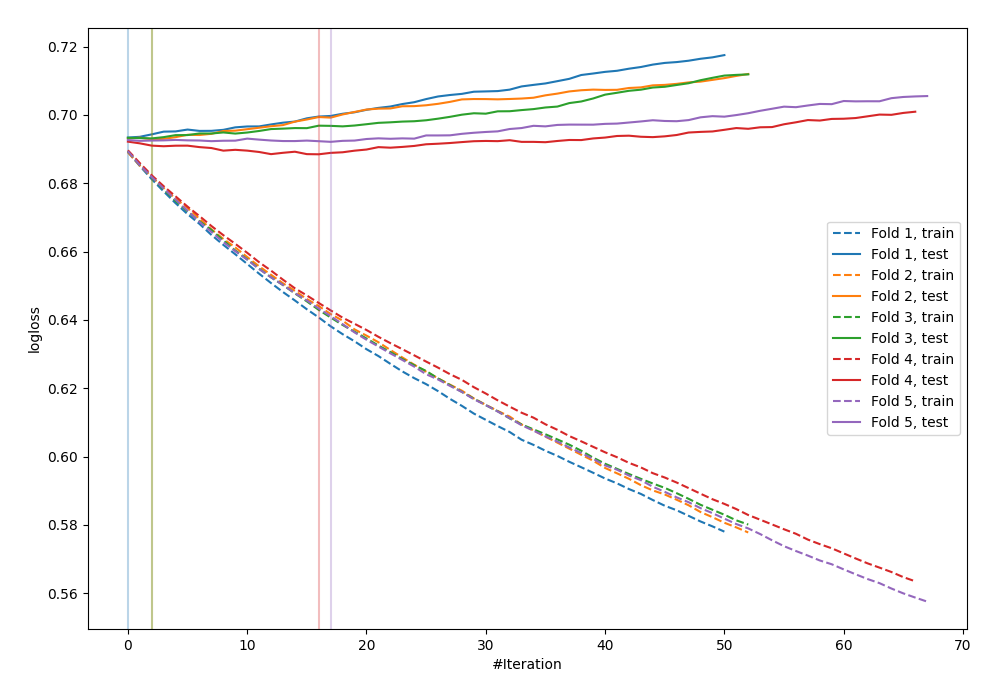 0.72
0.70
0.68
0.66
0.64
0.62
0.60
0.58
0.56
logloss
0 10 20 30 40 50 60 70
#Iteration
Fold 1, train
Fold 1, test
Fold 2, train
Fold 2, test
Fold 3, train
Fold 3, test
Fold 4, train
Fold 4, test
Fold 5, train
Fold 5, test